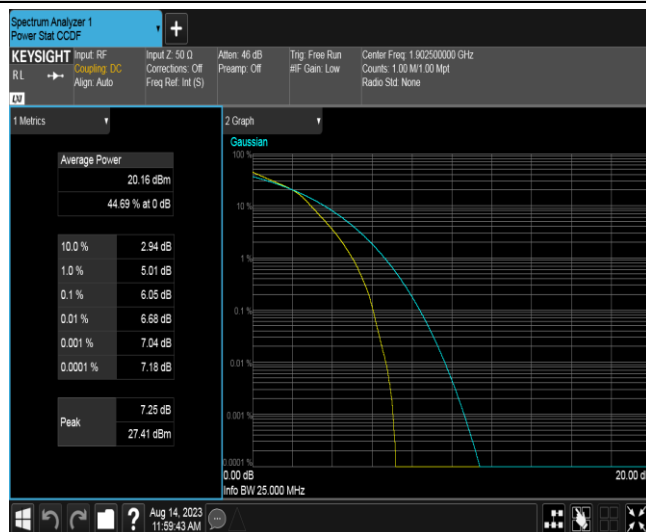 Spectrum Analyzer 1
Power Stat CCDF
+
KEYSIGHT
RL
LXI
Input: RF
Coupling: DC
Align: Auto
Input Z: 50 Ω
Corrections: Off
Freq Ref: Int (S)
Atten: 46 dB
Preamp: Off
Trig: Free Run
#IF Gain: Low
Center Freq: 1.902500000 GHz
Counts: 1.00 M/1.00 Mpt
Radio Std: None
1 Metrics
Average Power
20.16 dBm
44.69 % at 0 dB
10.0 % 2.94 dB
1.0 % 5.01 dB
0.1 % 6.05 dB
0.01 % 6.68 dB
0.001 % 7.04 dB
0.0001 % 7.18 dB
Peak
7.25 dB
27.41 dBm
2 Graph
Gaussian
100 %
10 %
1 %
0.1 %
0.01 %
0.001 %
0.0001 %
0.00 dB
20.00 d
Info BW 25.000 MHz
?
Aug 14, 2023
11:59:43 AM